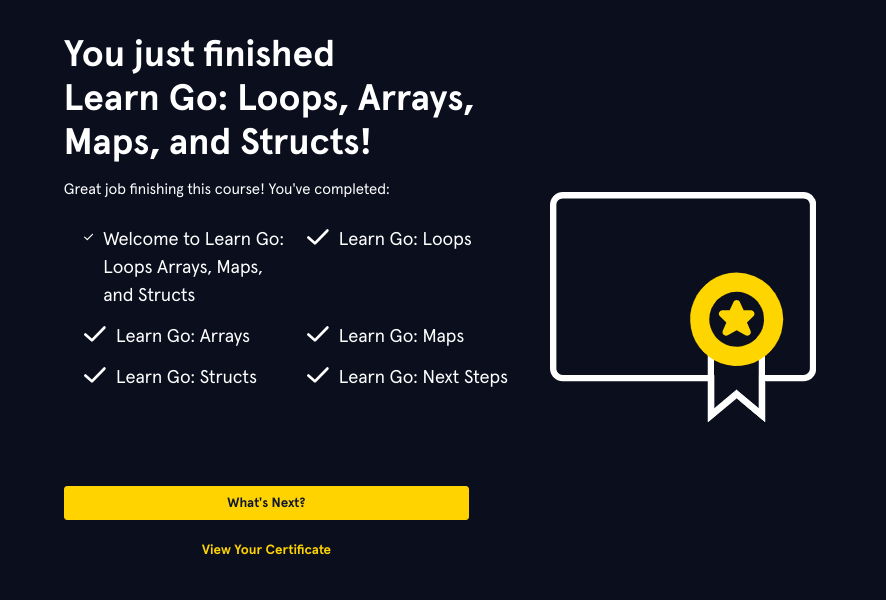 You just finished
Learn Go: Loops, Arrays,
Maps, and Structs!
Great job finishing this course! You've completed:
Welcome to Learn Go:
Loops Arrays, Maps,
and Structs
Learn Go: Loops
Learn Go: Arrays
Learn Go: Maps
Learn Go: Structs
Learn Go: Next Steps
What's Next?
View Your Certificate